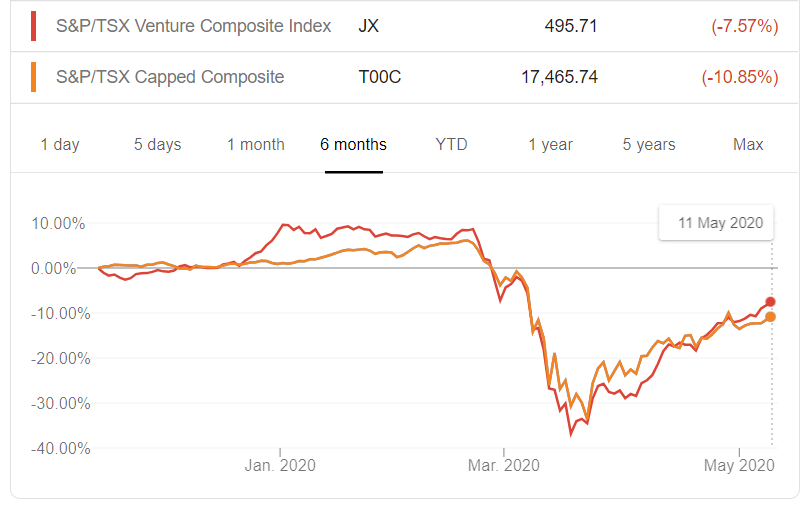 S&P/TSX Venture Composite Index JX 495.71 (-7.57%)
S&P/TSX Capped Composite T00C 17,465.74 (-10.85%)
1 day 5 days 1 month 6 months YTD 1 year 5 years Max
11 May 2020
10.00%
0.00%
-10.00%
-20.00%
-30.00%
-40.00%
Jan. 2020 Mar. 2020 May 2020